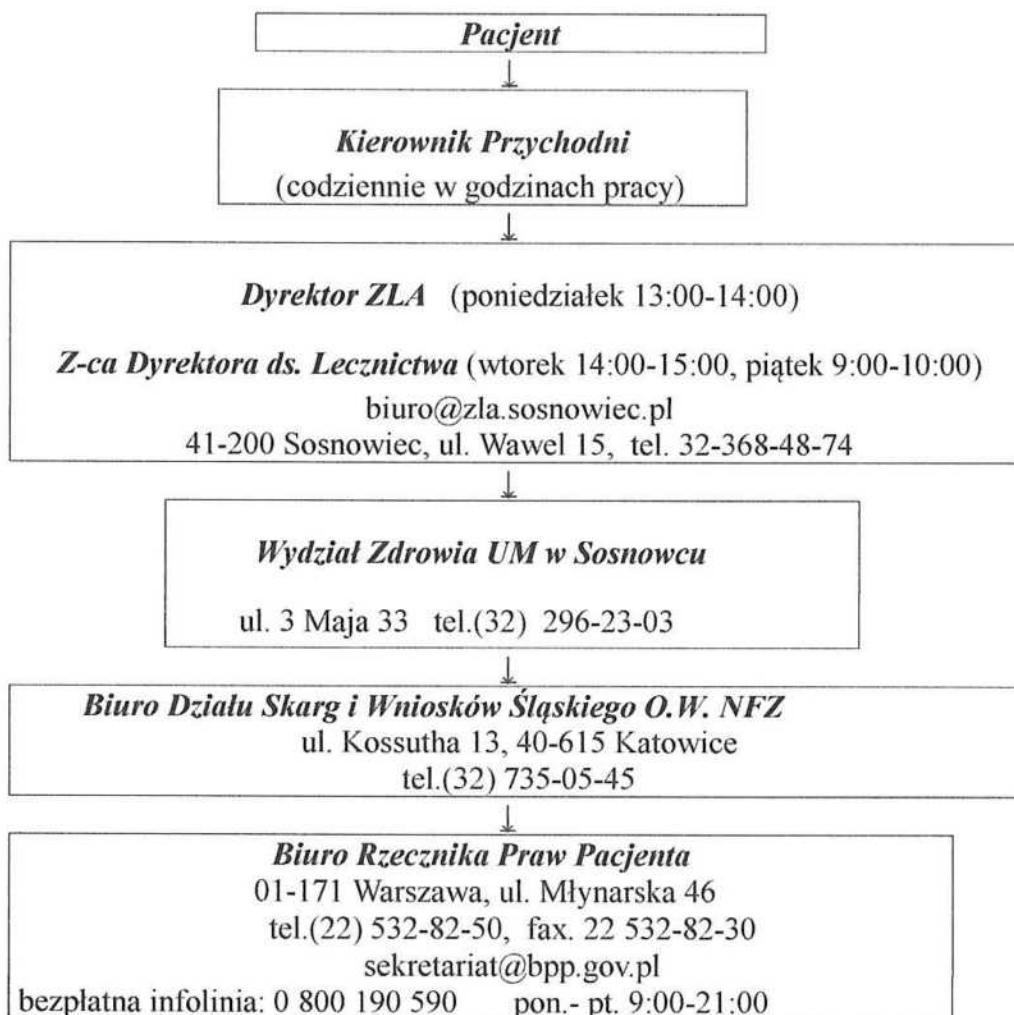 Pacjent
Kierownik Przychodni
(codziennie w godzinach pracy)
Dyrektor ZLA (poniedziałek 13:00-14:00)
Z-ca Dyrektora ds. Lecznictwa (wtorek 14:00-15:00, piątek 9:00-10:00)
biuro@zla.sosnowiec.pl
41-200 Sosnowiec, ul. Wawel 15, tel. 32-368-48-74
Wydział Zdrowia UM w Sosnowcu
ul. 3 Maja 33 tel.(32) 296-23-03
Biuro Działu Skarg i Wniosków Śląskiego O.W. NFZ
ul. Kossutha 13, 40-615 Katowice
tel.(32) 735-05-45
Biuro Rzecznika Praw Pacjenta
01-171 Warszawa, ul. Młynarska 46
tel.(22) 532-82-50, fax. 22 532-82-30
sekretariat@bpp.gov.pl
bezpłatna infolinia: 0 800 190 590 pon.- pt. 9:00-21:00